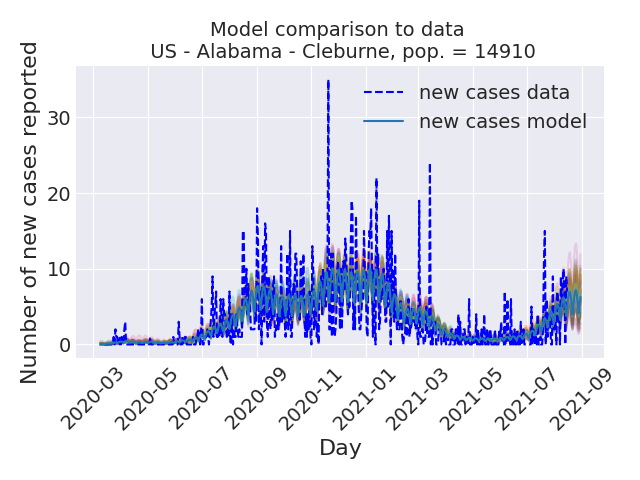 Model comparison to data
US - Alabama - Cleburne, pop. = 14910
Number of new cases reported
30
20
10
0
new cases data
new cases model
2020-03
2020-05
2020-07
2020-09
2020-11
2021-01
2021-03
2021-05
2021-07
2021-09
Day